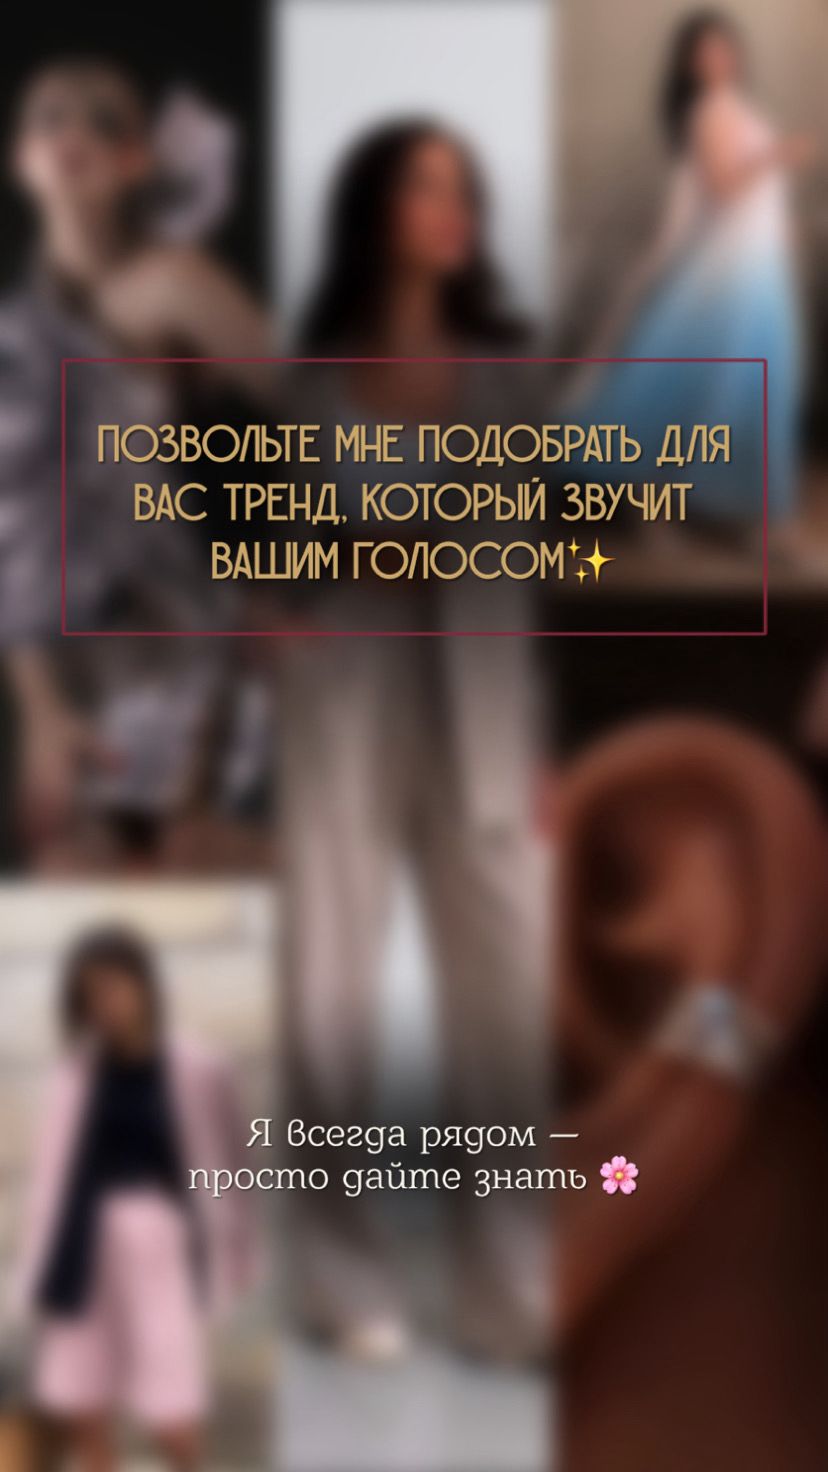 ПОЗВОЛЬТЕ МНЕ ПОДОБРАТЬ ДЛЯ
ВАС ТРЕНД, КОТОРЫЙ ЗВУЧИТ
ВАШИМ ГОЛОСОМ✨
Я всегда рядом —
просто дайте знать 🌸